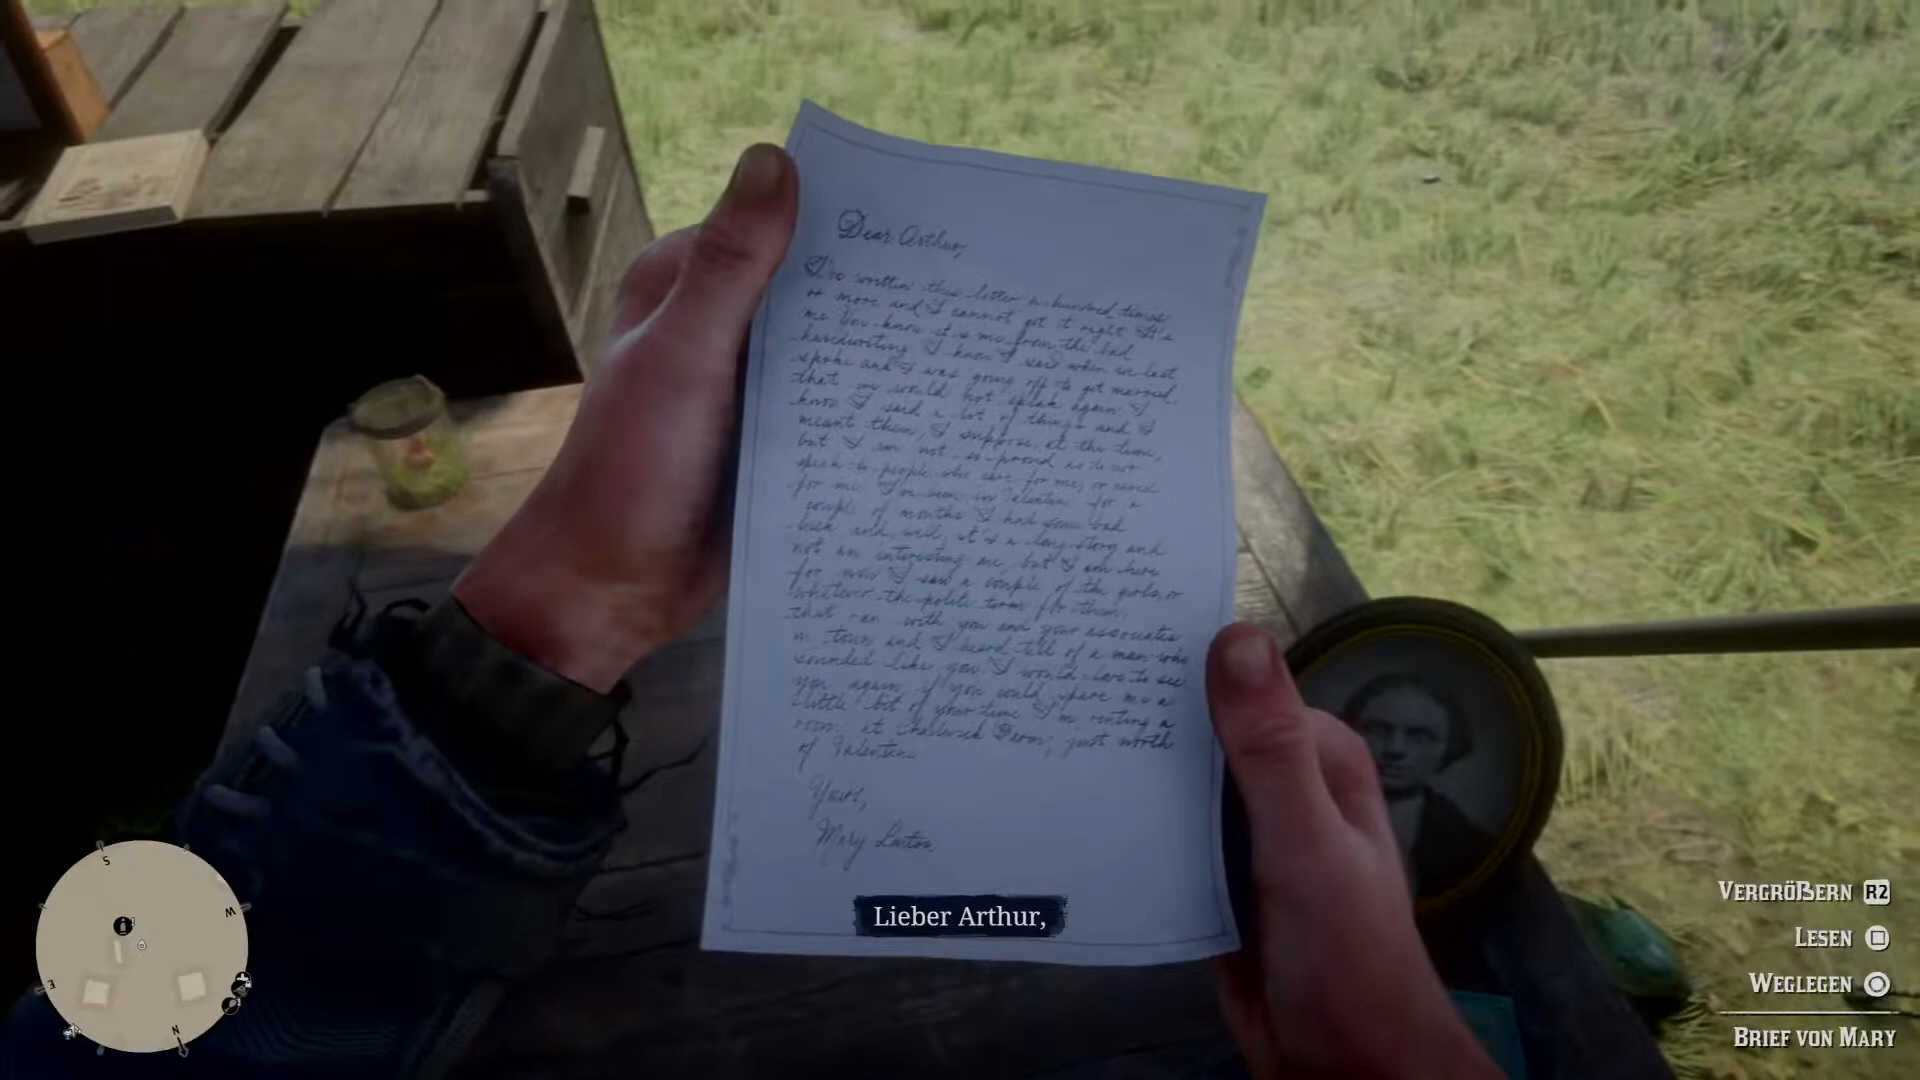 Dear Arthur,
I've written this letter a hundred times
or more and I cannot get it right. It's
me. You know it's me from the bad
handwriting. I know I said when we last
spoke and I was going off to get married,
that we would not speak again. I
know I said a lot of things and I
meant them, I suppose, at the time,
but I am not so proud as to not
speak to people who care for me, or cared
for me. I've been in Valentine for a
couple of months. I had some bad
luck and, well, it's a long story and
not an interesting one, but I am here
for now. I saw a couple of the girls, or
whatever the polite term for them,
that ran with you and your associates
in town and I heard tell of a man who
sounded like you. I would love to see
you again if you could spare me a
little bit of your time. I'm renting a
room at Chadwick Farm, just north
of Valentine.
Yours,
Mary Linton
Lieber Arthur,
VERGRÖßERN R2
LESEN
WEGLEGEN
BRIEF VON MARY
S
W
E
N